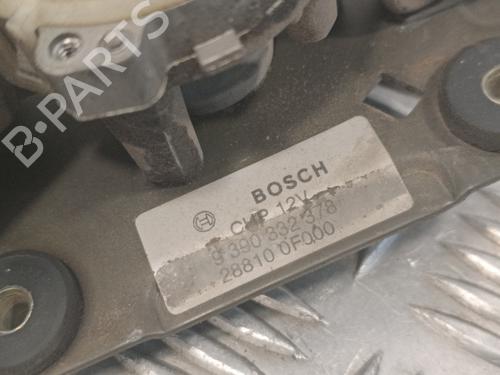 B-PARTS
BOSCH
CHP 12V
9 390 332 378
28810 0F000